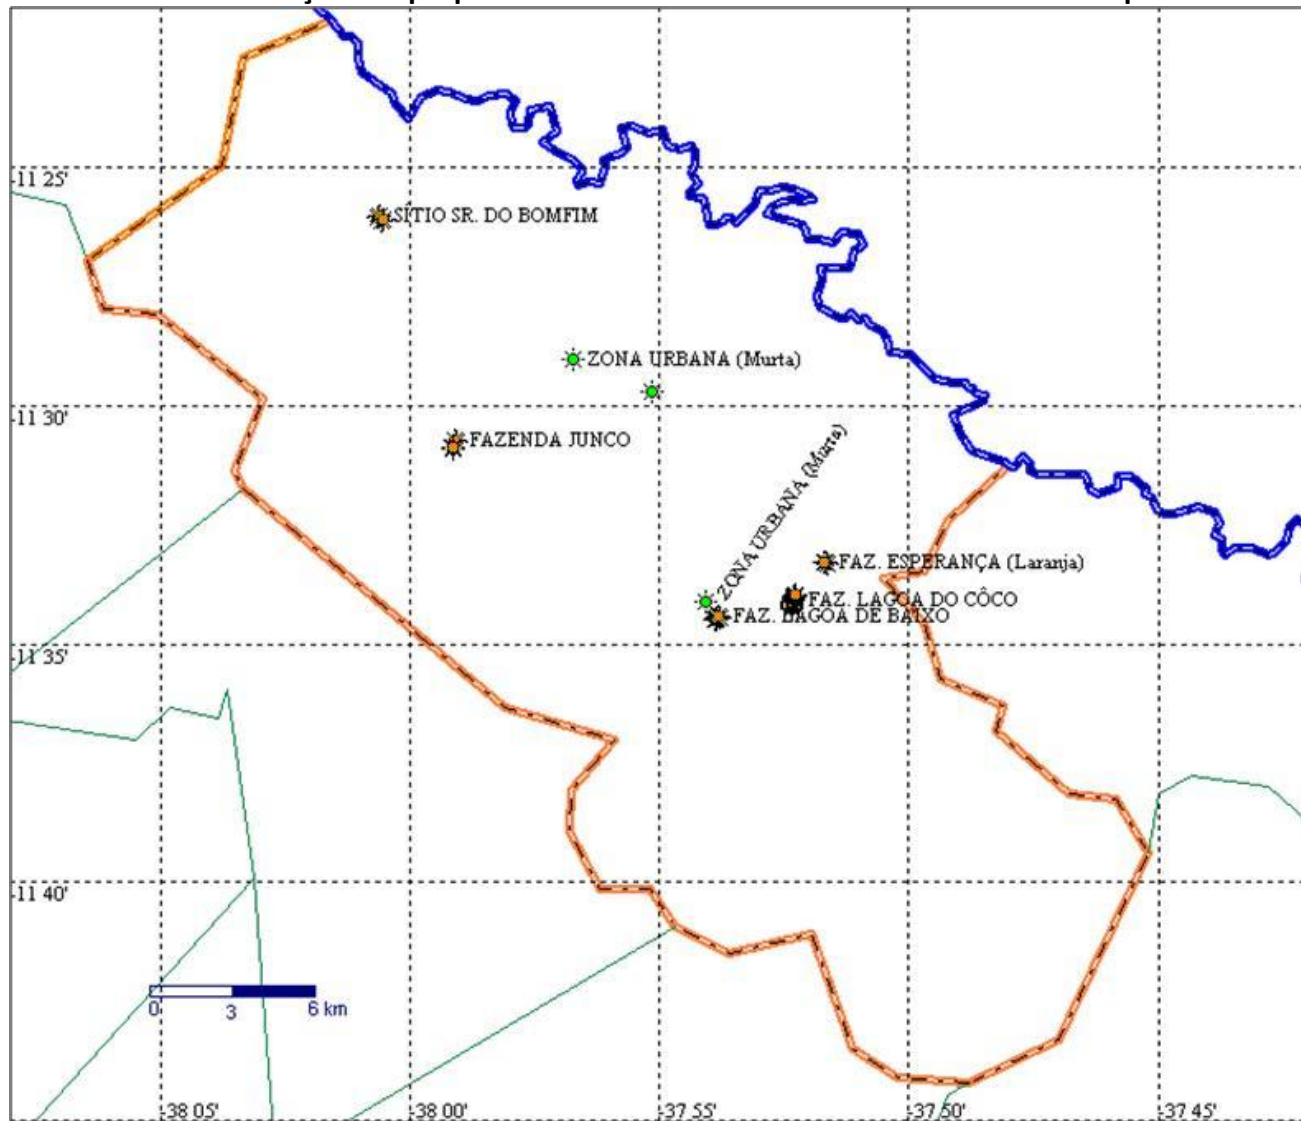 -11 25'
SÍTIO SR. DO BOMFIM
ZONA URBANA (Murta)
-11 30'
FAZENDA JUNCO
ZONA URBANA (Murta)
FAZ. ESPERANÇA (Laranja)
FAZ. LAGOA DO CÔCO
FAZ. LAGOA DE BAIXO
-11 35'
-11 40'
0 3 6 km
-38 05' -38 00' -37 55' -37 50' -37 45'